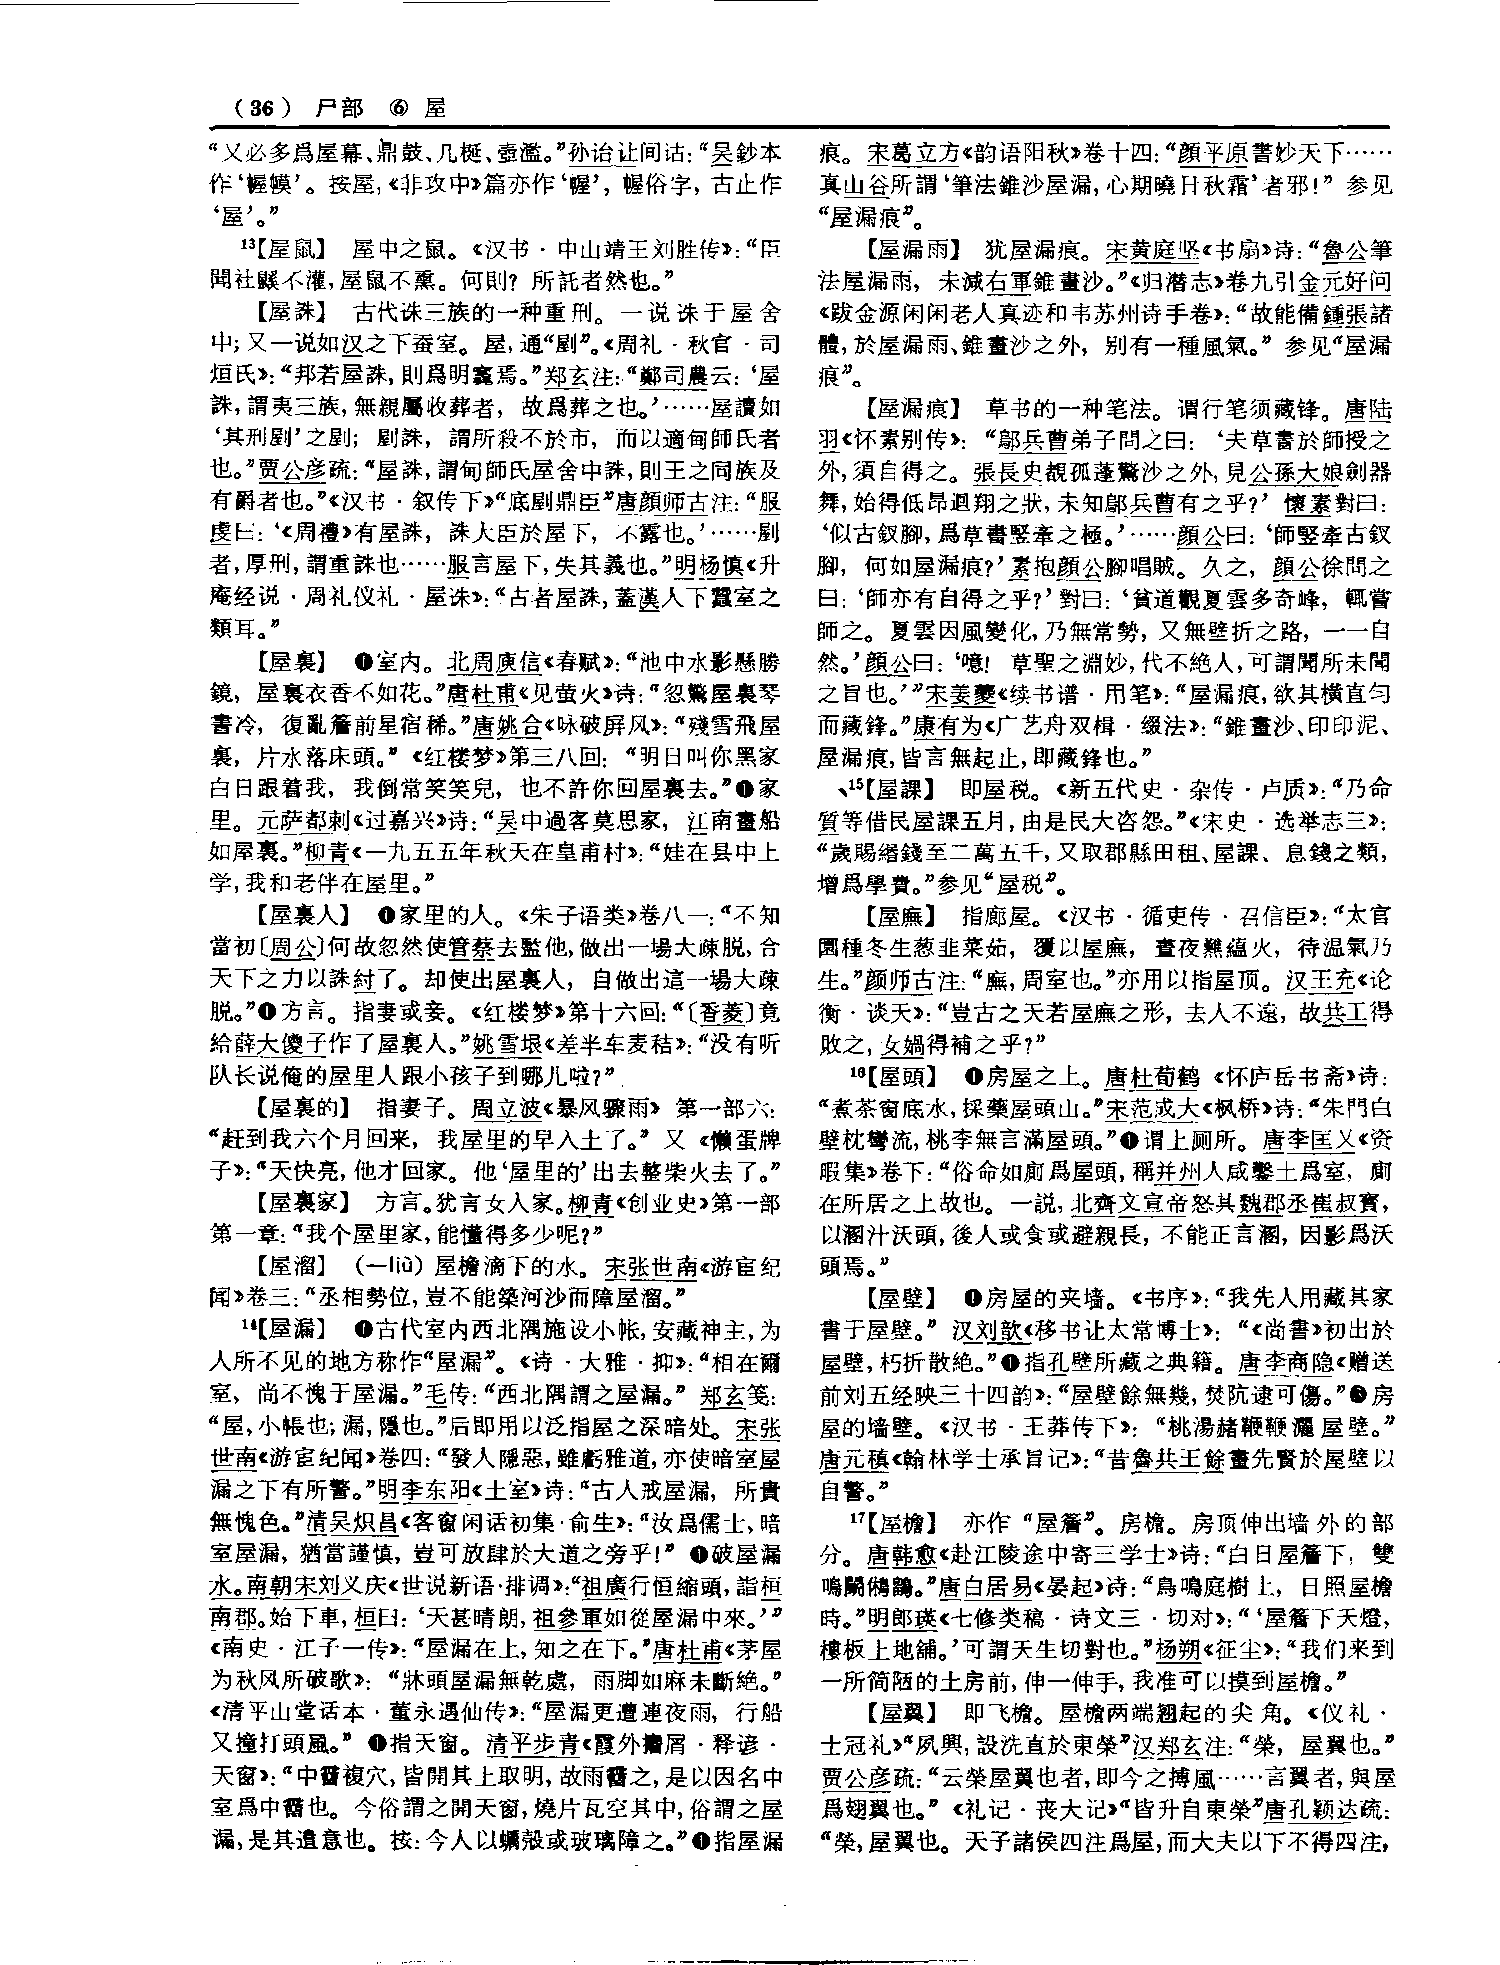 （36） 尸部 ⑥ 屋
“又必多爲屋幕、鼎鼓、几梴、壺濫。”孙诒让间诂：“吴鈔本
作‘幄幙’。按屋，《非攻中》篇亦作‘幄’，幄俗字，古止作
‘屋’。”
13【屋鼠】 屋中之鼠。《汉书·中山靖王刘胜传》：“臣
聞社鼷不灌，屋鼠不熏。何則？所託者然也。”
【屋誅】 古代诛三族的一种重刑。一说诛于屋舍
中；又一说如汉之下蚕室。屋，通“剭”。《周礼·秋官·司
烜氏》：“邦若屋誅，則爲明竁焉。”郑玄注：“鄭司農云：‘屋
誅，謂夷三族，無親屬收葬者，故爲葬之也。’……屋讀如
‘其刑剭’之剭；剭誅，謂所殺不於市，而以適甸師氏者
也。”贾公彦疏：“屋誅，謂甸師氏屋舍中誅，則王之同族及
有爵者也。”《汉书·叙传下》“底剭鼎臣”唐顔师古注：“服
虔曰：‘《周禮》有屋誅，誅大臣於屋下，不露也。’……剭
者，厚刑，謂重誅也……服言屋下，失其義也。”明杨慎《升
庵经说·周礼仪礼·屋诛》：“古者屋誅，蓋漢人下蠶室之
類耳。”
【屋裏】 ❶室内。北周庾信《春赋》：“池中水影懸勝
鏡，屋裏衣香不如花。”唐杜甫《见萤火》诗：“忽驚屋裏琴
書冷，復亂簷前星宿稀。”唐姚合《咏破屏风》：“殘雪飛屋
裏，片水落床頭。”《红楼梦》第三八回：“明日叫你黑家
白日跟着我，我倒常笑笑兒，也不許你回屋裏去。”❷家
里。元萨都剌《过嘉兴》诗：“吴中過客莫思家，江南畫船
如屋裏。”柳青《一九五五年秋天在皇甫村》：“娃在县中上
学，我和老伴在屋里。”
【屋裏人】 ❶家里的人。《朱子语类》卷八一：“不知
當初〔周公〕何故忽然使管蔡去監他，做出一場大疎脱，合
天下之力以誅紂了。却使出屋裏人，自做出這一場大疎
脱。”❷方言。指妻或妾。《红楼梦》第十六回：“〔香菱〕竟
给薛大傻子作了屋裏人。”姚雪垠《差半车麦秸》：“没有听
队长说俺的屋里人跟小孩子到哪儿啦？”
【屋裏的】 指妻子。周立波《暴风骤雨》第一部六：
“赶到我六个月回来，我屋里的早入土了。”又《懒蛋牌
子》：“天快亮，他才回家。他‘屋里的’出去整柴火去了。”
【屋裏家】 方言。犹言女人家。柳青《创业史》第一部
第一章：“我个屋里家，能懂得多少呢？”
【屋溜】 （—liù）屋檐滴下的水。宋张世南《游宦纪
闻》卷三：“丞相勢位，豈不能築河沙而障屋溜。”
14【屋漏】 ❶古代室内西北隅施设小帐，安藏神主，为
人所不见的地方称作“屋漏”。《诗·大雅·抑》：“相在爾
室，尚不愧于屋漏。”毛传：“西北隅謂之屋漏。”郑玄笺：
“屋，小帳也；漏，隱也。”后即用以泛指屋之深暗处。宋张
世南《游宦纪闻》卷四：“發人隱惡，雖虧雅道，亦使暗室屋
漏之下有所警。”明李东阳《土室》诗：“古人戒屋漏，所貴
無愧色。”清吴炽昌《客窗闲话初集·俞生》：“汝爲儒士，暗
室屋漏，猶當謹慎，豈可放肆於大道之旁乎！”❷破屋漏
水。南朝宋刘义庆《世说新语·排调》：“祖廣行恒縮頭，詣桓
南郡。始下車，桓曰：‘天甚晴朗，祖參軍如從屋漏中來。’”
《南史·江子一传》：“屋漏在上，知之在下。”唐杜甫《茅屋
为秋风所破歌》：“牀頭屋漏無乾處，雨脚如麻未斷絶。”
《清平山堂话本·董永遇仙传》：“屋漏更遭連夜雨，行船
又撞打頭風。”❸指天窗。清平步青《霞外攟屑·释谚·
天窗》：“中霤複穴，皆開其上取明，故雨霤之，是以因名中
室爲中霤也。今俗謂之開天窗，燒片瓦空其中，俗謂之屋
漏，是其遺意也。按：今人以蠣殻或玻璃障之。”❹指屋漏
痕。宋葛立方《韵语阳秋》卷十四：“顔平原書妙天下……
真山谷所謂‘筆法錐沙屋漏，心期曉日秋霜’者邪！”参见
“屋漏痕”。
【屋漏雨】 犹屋漏痕。宋黄庭坚《书扇》诗：“魯公筆
法屋漏雨，未減右軍錐畫沙。”《归潜志》卷九引金元好问
《跋金源闲闲老人真迹和韦苏州诗手卷》：“故能備鍾張諸
體，於屋漏雨、錐畫沙之外，别有一種風氣。”参见“屋漏
痕”。
【屋漏痕】 草书的一种笔法。谓行笔须藏锋。唐陆
羽《怀素别传》：“鄔兵曹弟子問之曰：‘夫草書於師授之
外，須自得之。張長史覩孤蓬驚沙之外，見公孫大娘劍器
舞，始得低昂迴翔之狀，未知鄔兵曹有之乎？’懷素對曰：
‘似古釵腳，爲草書竪牽之極。’……顔公曰：‘師竪牽古釵
腳，何如屋漏痕？’素抱顔公腳唱賊。久之，顔公徐問之
曰：‘師亦有自得之乎？’對曰：‘貧道觀夏雲多奇峰，輒嘗
師之。夏雲因風變化，乃無常勢，又無壁折之路，一一自
然。’顔公曰：‘噫！草聖之淵妙，代不絶人，可謂聞所未聞
之旨也。’”宋姜夔《续书谱·用笔》：“屋漏痕，欲其横直匀
而藏鋒。”康有为《广艺舟双楫·缀法》：“錐畫沙、印印泥、
屋漏痕，皆言無起止，即藏鋒也。”
15【屋課】 即屋税。《新五代史·杂传·卢质》：“乃命
質等借民屋課五月，由是民大咨怨。”《宋史·选举志三》：
“歲賜緡錢至二萬五千，又取郡縣田租、屋課、息錢之類，
增爲學費。”参见“屋税”。
【屋廡】 指廊屋。《汉书·循吏传·召信臣》：“太官
園種冬生葱韭菜茹，覆以屋廡，晝夜㸐蘊火，待温氣乃
生。”颜师古注：“廡，周室也。”亦用以指屋顶。汉王充《论
衡·谈天》：“豈古之天若屋廡之形，去人不遠，故共工得
敗之，女媧得補之乎？”
16【屋頭】 ❶房屋之上。唐杜荀鹤《怀庐岳书斋》诗：
“煮茶窗底水，採藥屋頭山。”宋范成大《枫桥》诗：“朱門白
壁枕彎流，桃李無言滿屋頭。”❷谓上厕所。唐李匡乂《资
暇集》卷下：“俗命如廁爲屋頭，稱并州人咸鑿土爲室，廁
在所居之上故也。一説，北齊文宣帝怒其魏郡丞崔叔寶，
以溷汁沃頭，後人或食或避親長，不能正言溷，因影爲沃
頭焉。”
【屋壁】 ❶房屋的夹墙。《书序》：“我先人用藏其家
書于屋壁。”汉刘歆《移书让太常博士》：“《尚書》初出於
屋壁，朽折散絶。”❷指孔壁所藏之典籍。唐李商隐《赠送
前刘五经映三十四韵》：“屋壁餘無幾，焚阬逮可傷。”❸房
屋的墙壁。《汉书·王莽传下》：“桃湯赭鞭鞭灑屋壁。”
唐元稹《翰林学士承旨记》：“昔魯共王餘畫先賢於屋壁以
自警。”
17【屋檐】 亦作“屋簷”。房檐。房顶伸出墙外的部
分。唐韩愈《赴江陵途中寄三学士》诗：“白日屋簷下，雙
鳴鬭鵂鶹。”唐白居易《晏起》诗：“鳥鳴庭樹上，日照屋檐
時。”明郎瑛《七修类稿·诗文三·切对》：“‘屋簷下天燈，
樓板上地舖。’可謂天生切對也。”杨朔《征尘》：“我们来到
一所简陋的土房前，伸一伸手，我准可以摸到屋檐。”
【屋翼】 即飞檐。屋檐两端翘起的尖角。《仪礼·
士冠礼》“夙興，設洗直於東榮”汉郑玄注：“榮，屋翼也。”
贾公彦疏：“云榮屋翼也者，即今之搏風……言翼者，與屋
爲翅翼也。”《礼记·丧大记》“皆升自東榮”唐孔颖达疏：
“榮，屋翼也。天子諸侯四注爲屋，而大夫以下不得四注，